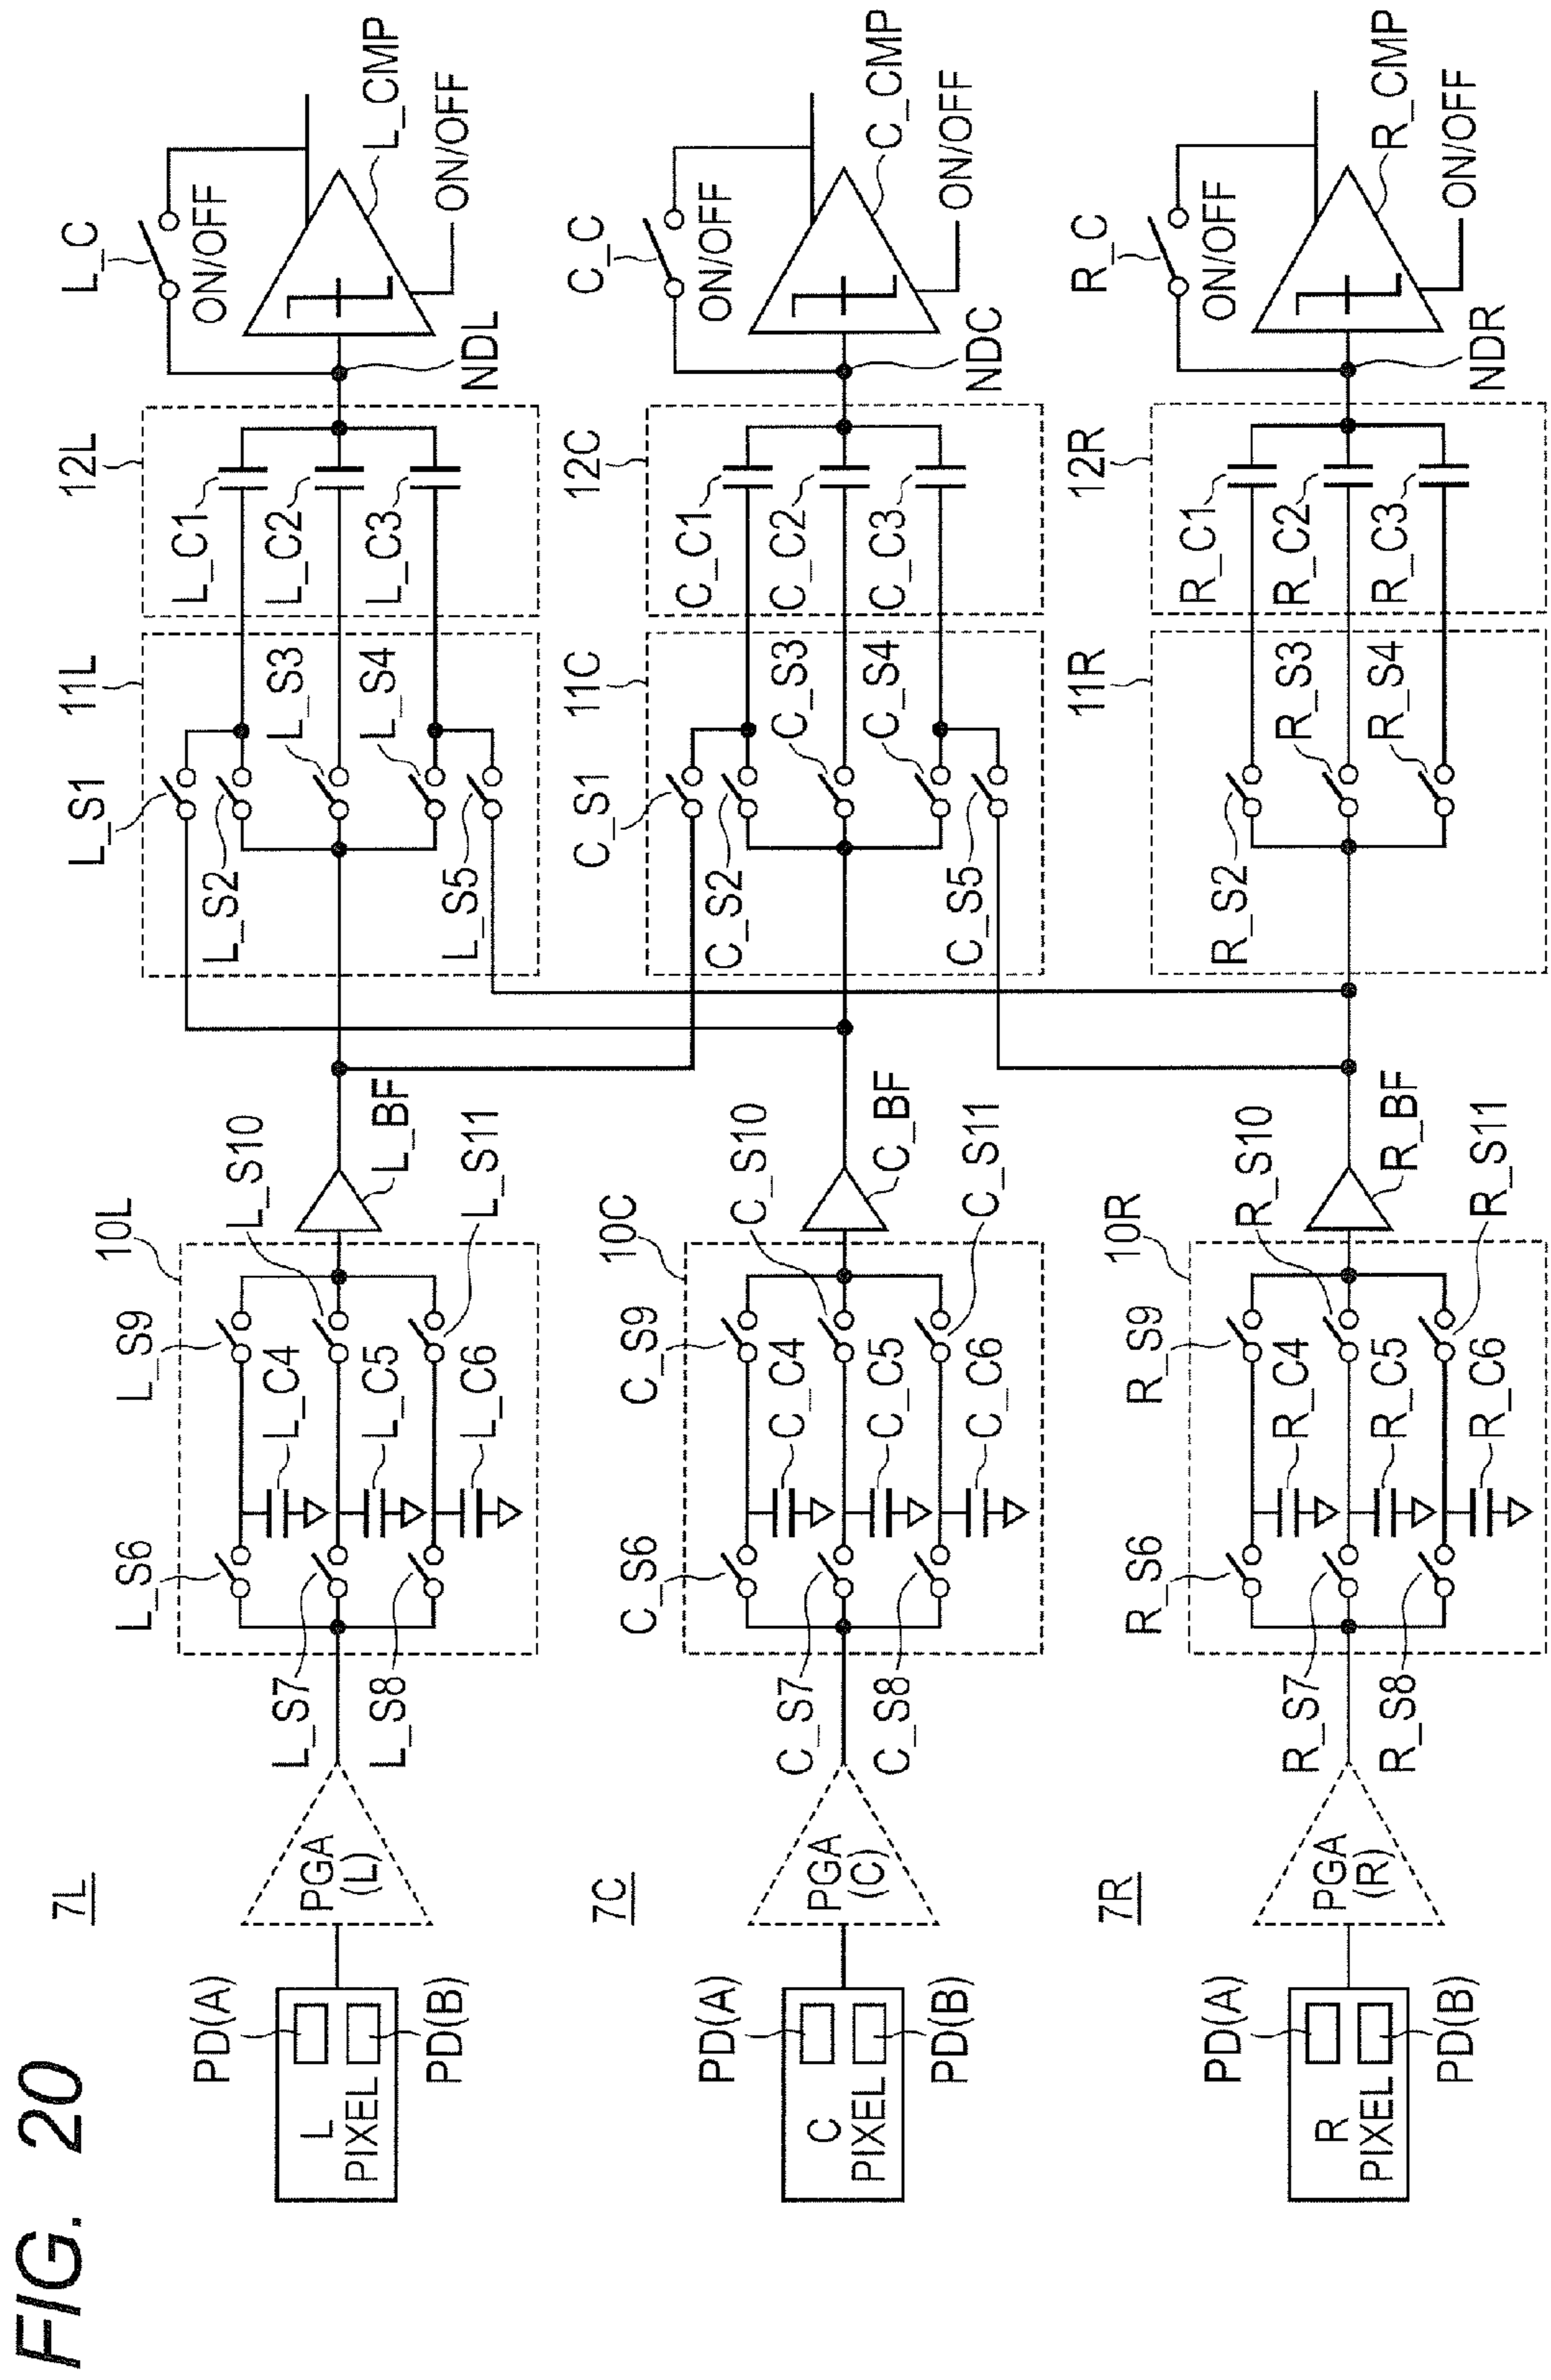 FIG. 20
7L
L
PIXEL
PD(A)
PD(B)
PGA
(L)
10L
L_S6
L_S7
L_S8
L_S9
L_S10
L_S11
L_C4
L_C5
L_C6
L_BF
11L
L_S1
L_S2
L_S3
L_S4
L_S5
12L
L_C1
L_C2
L_C3
NDL
L_C
ON/OFF
L_CMP
ON/OFF
7C
C
PIXEL
PD(A)
PD(B)
PGA
(C)
10C
C_S6
C_S7
C_S8
C_S9
C_S10
C_S11
C_C4
C_C5
C_C6
C_BF
11C
C_S1
C_S2
C_S3
C_S4
C_S5
12C
C_C1
C_C2
C_C3
NDC
C_C
ON/OFF
C_CMP
ON/OFF
7R
R
PIXEL
PD(A)
PD(B)
PGA
(R)
10R
R_S6
R_S7
R_S8
R_S9
R_S10
R_S11
R_C4
R_C5
R_C6
R_BF
11R
R_S2
R_S3
R_S4
12R
R_C1
R_C2
R_C3
NDR
R_C
ON/OFF
R_CMP
ON/OFF